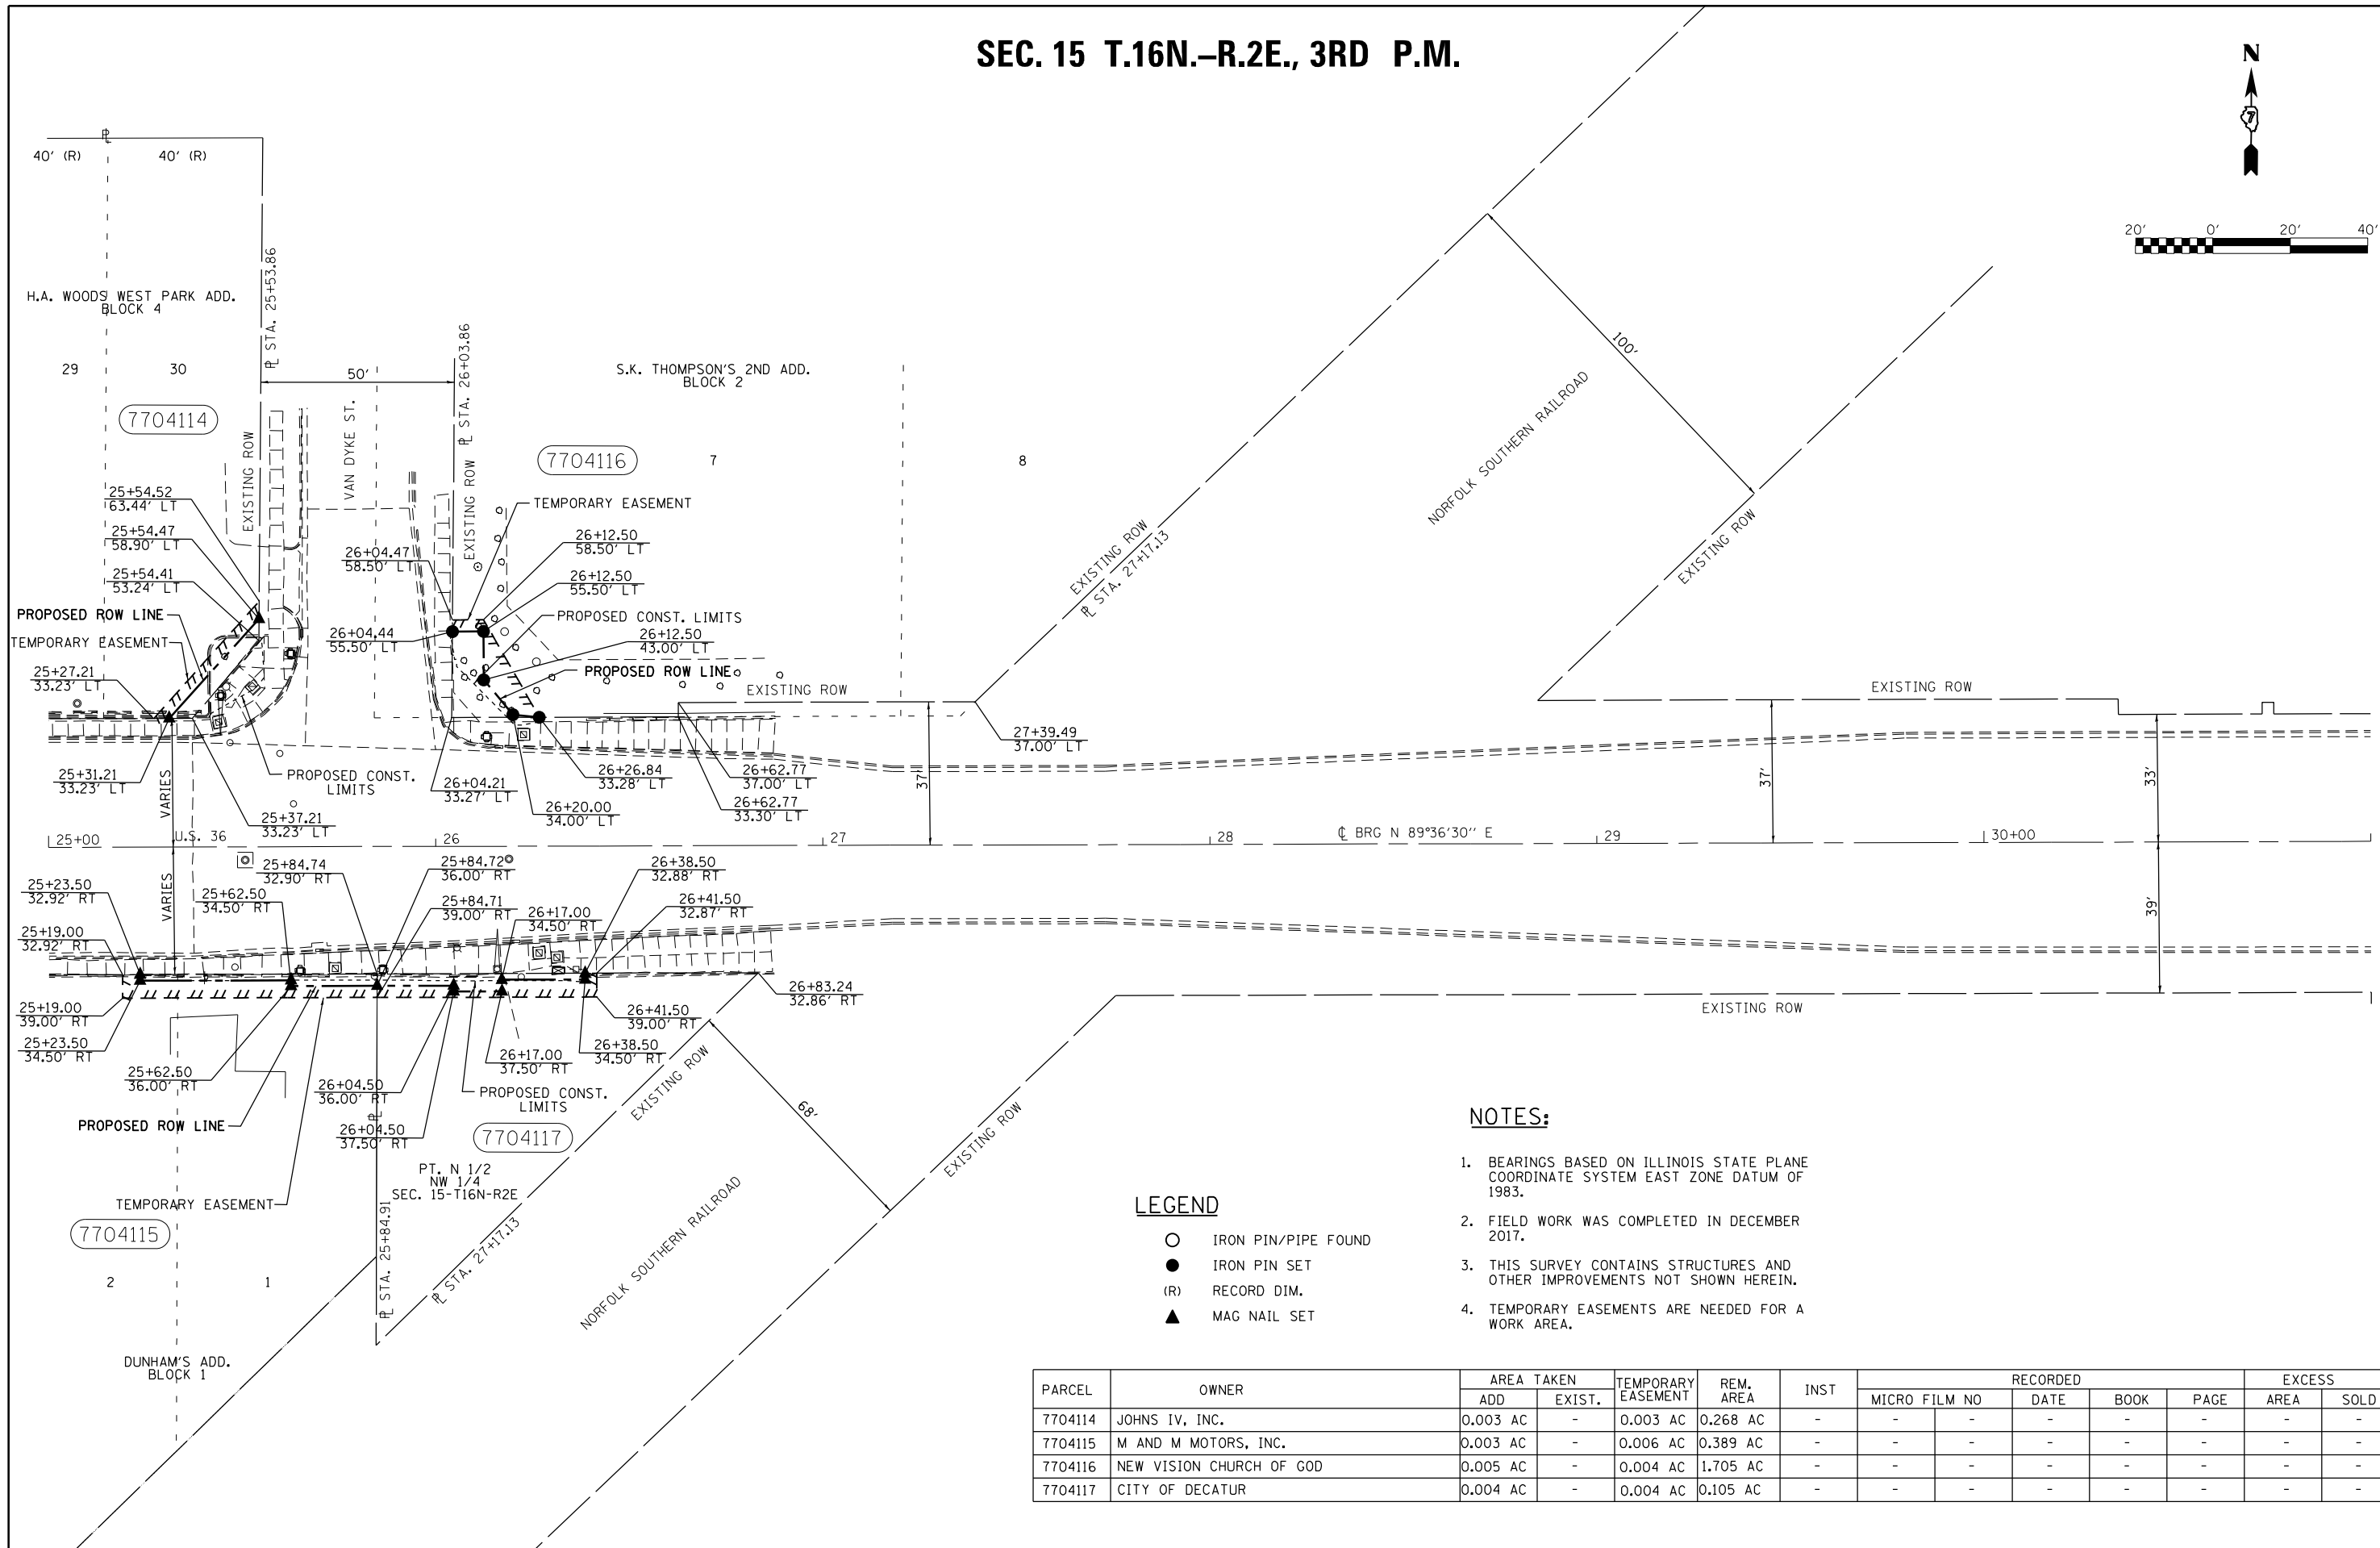 SEC. 15 T.16N.–R.2E., 3RD P.M.
N
7
20' 0' 20' 40'
℄ BRG N 89°36'30'' E
PL
40' (R)
40' (R)
H.A. WOODS WEST PARK ADD.
BLOCK 4
29
30
7704114
PL STA. 25+53.86
EXISTING ROW
50'
VAN DYKE ST.
PL STA. 26+03.86
EXISTING ROW
S.K. THOMPSON'S 2ND ADD.
BLOCK 2
7704116
7
8
TEMPORARY EASEMENT
25+54.52
63.44' LT
25+54.47
58.90' LT
25+54.41
53.24' LT
PROPOSED ROW LINE
TEMPORARY EASEMENT
25+27.21
33.23' LT
25+31.21
33.23' LT
VARIES
25+37.21
33.23' LT
PROPOSED CONST.
LIMITS
26+04.47
58.50' LT
26+04.44
55.50' LT
26+12.50
58.50' LT
26+12.50
55.50' LT
PROPOSED CONST. LIMITS
26+12.50
43.00' LT
PROPOSED ROW LINE
EXISTING ROW
26+04.21
33.27' LT
26+20.00
34.00' LT
26+26.84
33.28' LT
26+62.77
37.00' LT
26+62.77
33.30' LT
27+39.49
37.00' LT
37'
EXISTING ROW
PL STA. 27+17.13
NORFOLK SOUTHERN RAILROAD
100'
EXISTING ROW
EXISTING ROW
37'
33'
39'
25+00
U.S. 36
26
27
28
29
30+00
VARIES
25+23.50
32.92' RT
25+19.00
32.92' RT
25+19.00
39.00' RT
25+23.50
34.50' RT
25+84.74
32.90' RT
25+62.50
34.50' RT
25+84.72
36.00' RT
25+84.71
39.00' RT
26+17.00
34.50' RT
26+38.50
32.88' RT
26+41.50
32.87' RT
26+83.24
32.86' RT
26+41.50
39.00' RT
26+38.50
34.50' RT
26+17.00
37.50' RT
25+62.50
36.00' RT
26+04.50
36.00' RT
26+04.50
37.50' RT
PROPOSED CONST.
LIMITS
PROPOSED ROW LINE
TEMPORARY EASEMENT
7704115
2
1
DUNHAM'S ADD.
BLOCK 1
PL
PL STA. 25+84.91
7704117
PT. N 1/2
NW 1/4
SEC. 15-T16N-R2E
EXISTING ROW
PL STA. 27+17.13
68'
NORFOLK SOUTHERN RAILROAD
EXISTING ROW
EXISTING ROW
LEGEND
IRON PIN/PIPE FOUND
IRON PIN SET
(R) RECORD DIM.
MAG NAIL SET
NOTES:
1. BEARINGS BASED ON ILLINOIS STATE PLANE
COORDINATE SYSTEM EAST ZONE DATUM OF
1983.
2. FIELD WORK WAS COMPLETED IN DECEMBER
2017.
3. THIS SURVEY CONTAINS STRUCTURES AND
OTHER IMPROVEMENTS NOT SHOWN HEREIN.
4. TEMPORARY EASEMENTS ARE NEEDED FOR A
WORK AREA.
PARCEL OWNER AREA TAKEN TEMPORARY EASEMENT REM. AREA INST RECORDED EXCESS
ADD EXIST. MICRO FILM NO DATE BOOK PAGE AREA SOLD
7704114 JOHNS IV, INC. 0.003 AC - 0.003 AC 0.268 AC - - - - - - - -
7704115 M AND M MOTORS, INC. 0.003 AC - 0.006 AC 0.389 AC - - - - - - - -
7704116 NEW VISION CHURCH OF GOD 0.005 AC - 0.004 AC 1.705 AC - - - - - - - -
7704117 CITY OF DECATUR 0.004 AC - 0.004 AC 0.105 AC - - - - - - - -